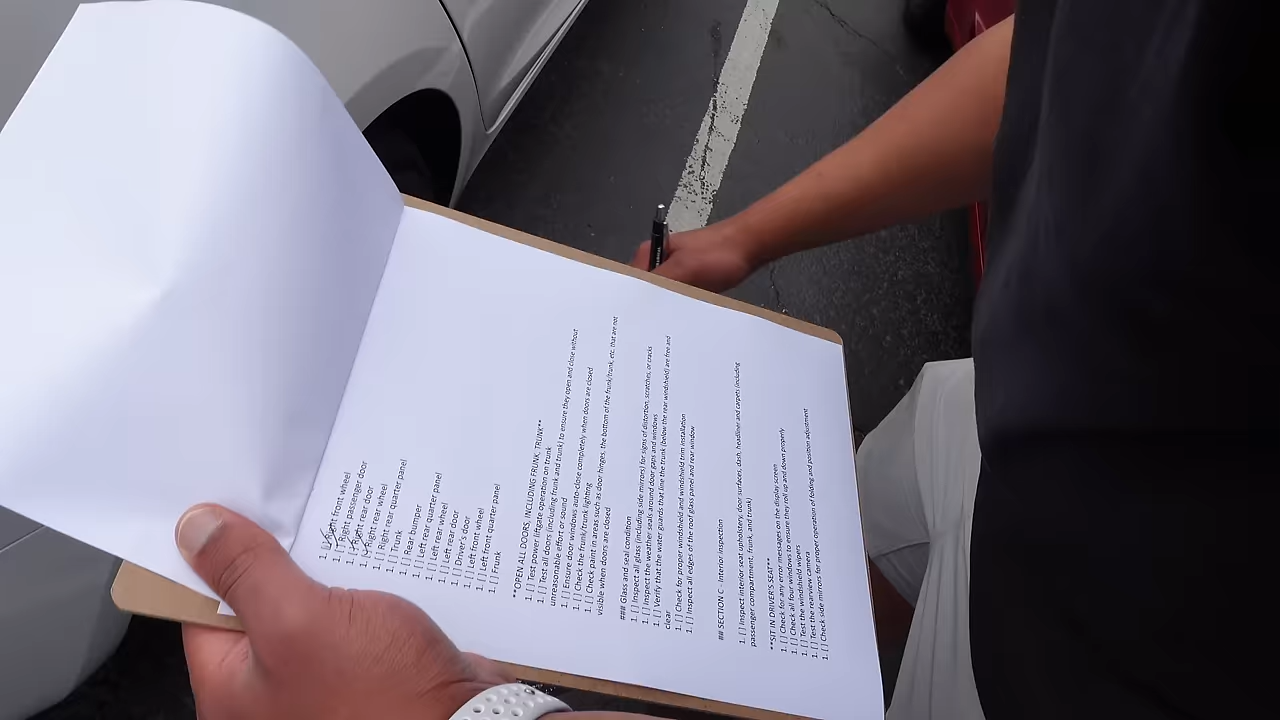 1. [ ] Right front wheel
1. [ ] Right passenger door
1. [ ] Right rear door
1. [ ] Right rear wheel
1. [ ] Right rear quarter panel
1. [ ] Trunk
1. [ ] Rear bumper
1. [ ] Left rear quarter panel
1. [ ] Left rear wheel
1. [ ] Left rear door
1. [ ] Driver's door
1. [ ] Left front wheel
1. [ ] Left front quarter panel
1. [ ] Frunk
**OPEN ALL DOORS, INCLUDING FRUNK, TRUNK**
1. [ ] Test power liftgate operation on trunk
1. [ ] Test all doors (including frunk and trunk) to ensure they open and close without
unreasonable effort or sound
1. [ ] Ensure door windows auto-close completely when doors are closed
1. [ ] Check the frunk/trunk lighting
1. [ ] Check paint in areas such as door hinges, the bottom of the frunk/trunk, etc. that are not
visible when doors are closed
### Glass and seal condition
1. [ ] Inspect all glass (including side mirrors) for signs of distortion, scratches, or cracks
1. [ ] Inspect the weather seals around door gaps and windows
1. [ ] Verify that the water guards that line the trunk (below the rear windshield) are free and
clear
1. [ ] Check for proper windshield and windshield trim installation
1. [ ] Inspect all edges of the roof glass panel and rear window
## SECTION C - Interior inspection
1. [ ] Inspect interior seat upholstery, door surfaces, dash, headliner and carpets (including
passenger compartment, frunk, and trunk)
**SIT IN DRIVER'S SEAT**
1. [ ] Check for any error messages on the display screen
1. [ ] Check all four windows to ensure they roll up and down properly
1. [ ] Test the windshield wipers
1. [ ] Test the rearview camera
1. [ ] Check side mirrors for proper operation of folding and position adjustment